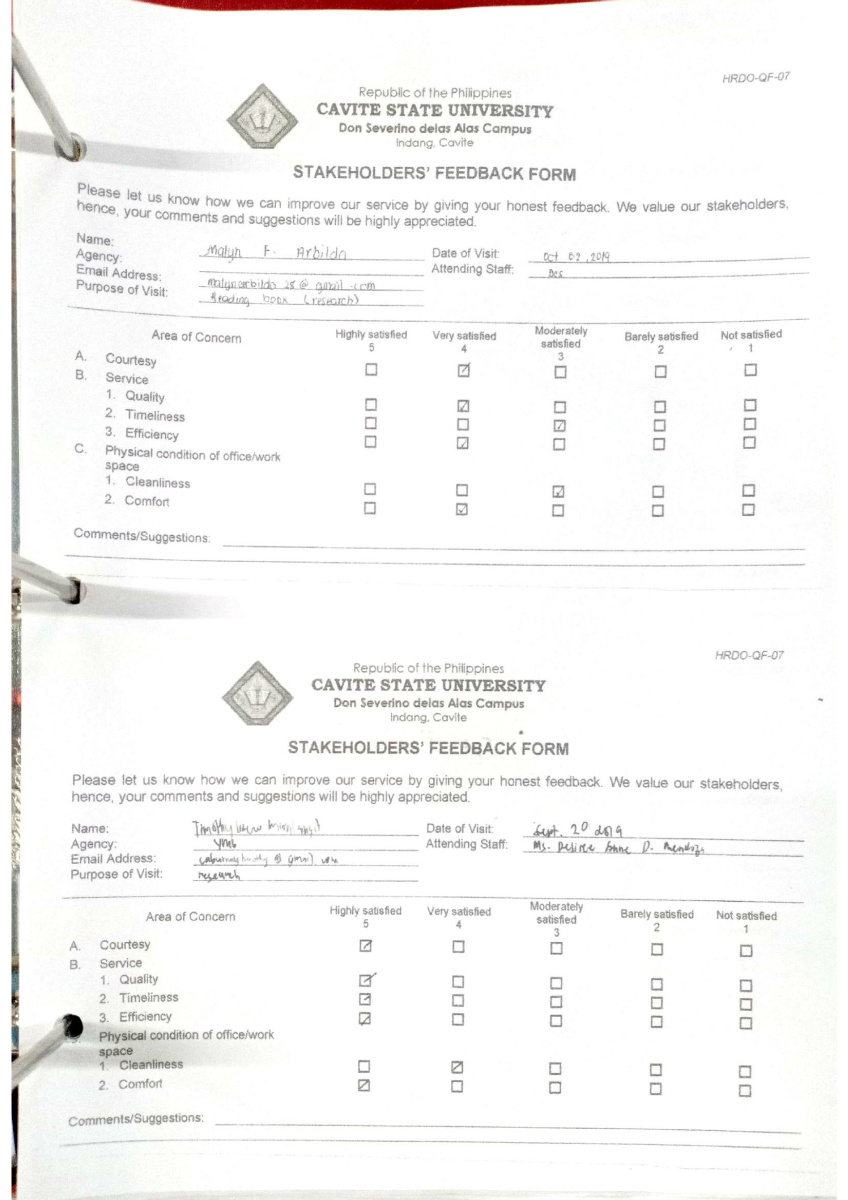 HRDO-QF-07
Republic of the Philippines
CAVITE STATE UNIVERSITY
Don Severino delas Alas Campus
Indang, Cavite
STAKEHOLDERS' FEEDBACK FORM
Please let us know how we can improve our service by giving your honest feedback. We value our stakeholders,
hence, your comments and suggestions will be highly appreciated.
Name: Malyn F. Arbildo Date of Visit: Oct 02, 2019
Agency: Attending Staff: Des
Email Address: malynarbildo 28@gmail.com
Purpose of Visit: Reading book (research)
Area of Concern Highly satisfied 5 Very satisfied 4 Moderately satisfied 3 Barely satisfied 2 Not satisfied 1
A. Courtesy
B. Service
1. Quality
2. Timeliness
3. Efficiency
C. Physical condition of office/work
space
1. Cleanliness
2. Comfort
Comments/Suggestions:
HRDO-QF-07
Republic of the Philippines
CAVITE STATE UNIVERSITY
Don Severino delas Alas Campus
Indang, Cavite
STAKEHOLDERS' FEEDBACK FORM
Please let us know how we can improve our service by giving your honest feedback. We value our stakeholders,
hence, your comments and suggestions will be highly appreciated.
Name: Timothy Date of Visit: Sept. 20 2019
Agency: Attending Staff: Ms. Desiree Anne D. Mendoza
Email Address:
Purpose of Visit: research
Area of Concern Highly satisfied 5 Very satisfied 4 Moderately satisfied 3 Barely satisfied 2 Not satisfied 1
A. Courtesy
B. Service
1. Quality
2. Timeliness
3. Efficiency
Physical condition of office/work
space
1. Cleanliness
2. Comfort
Comments/Suggestions: